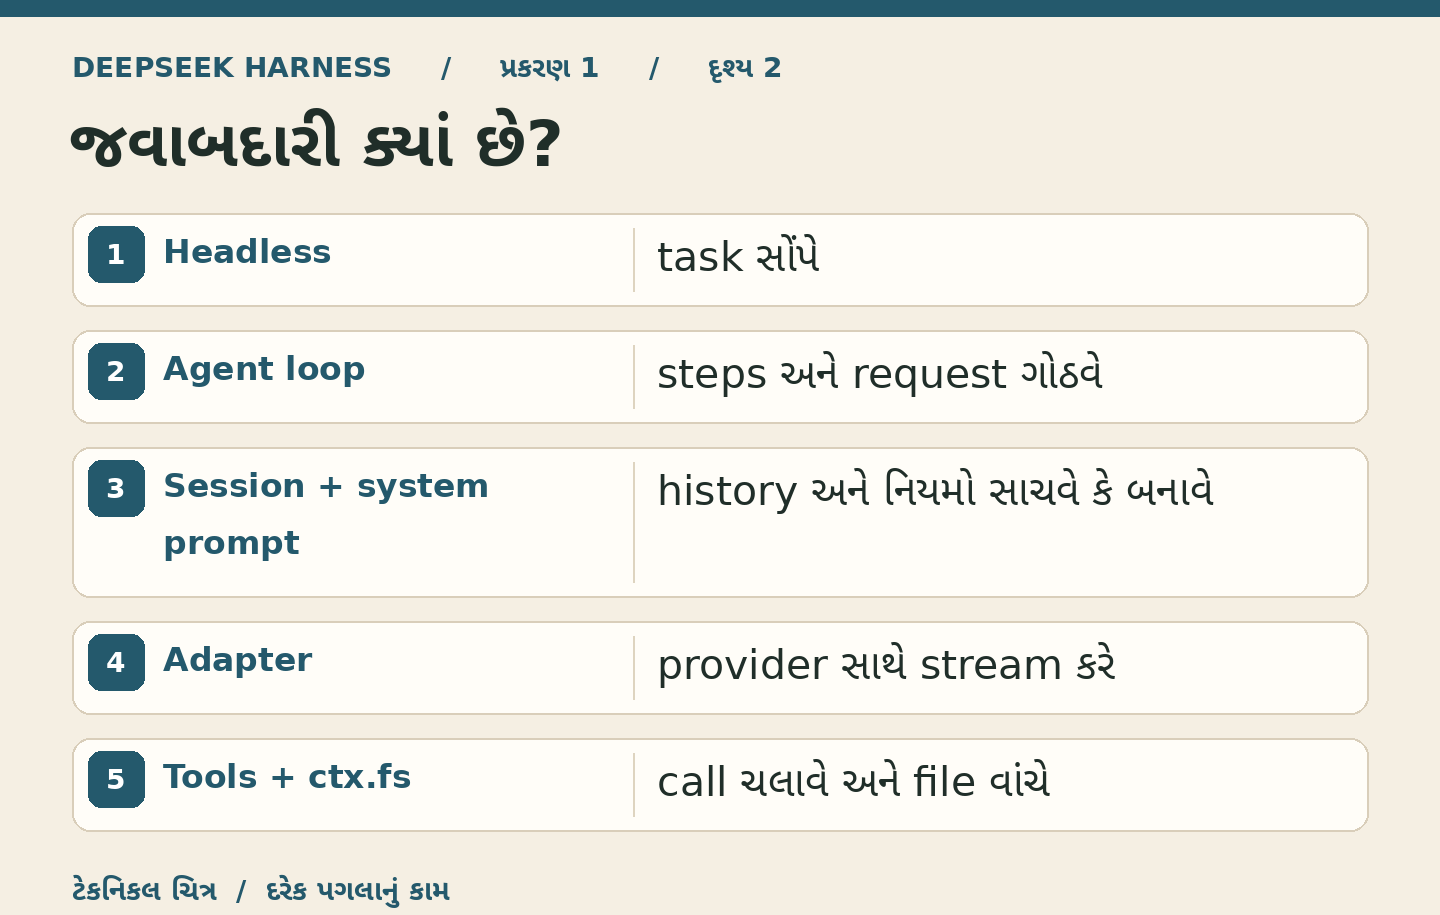 DEEPSEEK HARNESS / પ્રકરણ 1 / દૃશ્ય 2
જવાબદારી ક્યાં છે?
1 Headless task સોંપે
2 Agent loop steps અને request ગોઠવે
3 Session + system history અને નિયમો સાચવે કે બનાવે
prompt
4 Adapter provider સાથે stream કરે
5 Tools + ctx.fs call ચલાવે અને file વાંચે
ટેકનિકલ ચિત્ર / દરેક પગલાનું કામ